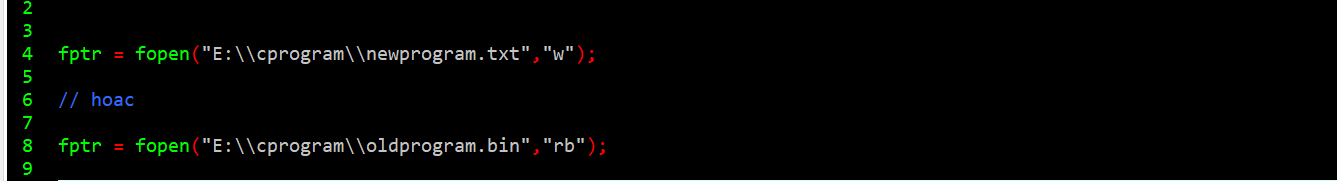 2
3
4 fptr = fopen("E:\\cprogram\\newprogram.txt","w");
5
6 // hoac
7
8 fptr = fopen("E:\\cprogram\\oldprogram.bin","rb");
9